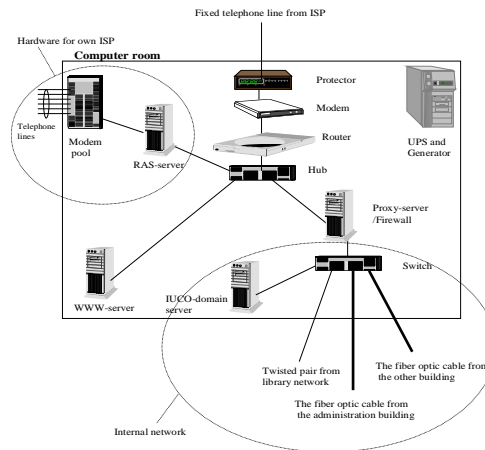 Fixed telephone line from ISP
Hardware for own ISP
Computer room
Protector
Modem
Telephone
lines
Modem
pool
Router
UPS and
Generator
RAS-server
Hub
Proxy-server
/Firewall
Switch
WWW-server
IUCO-domain
server
Twisted pair from
library network
The fiber optic cable from
the other building
The fiber optic cable from
the administration building
Internal network